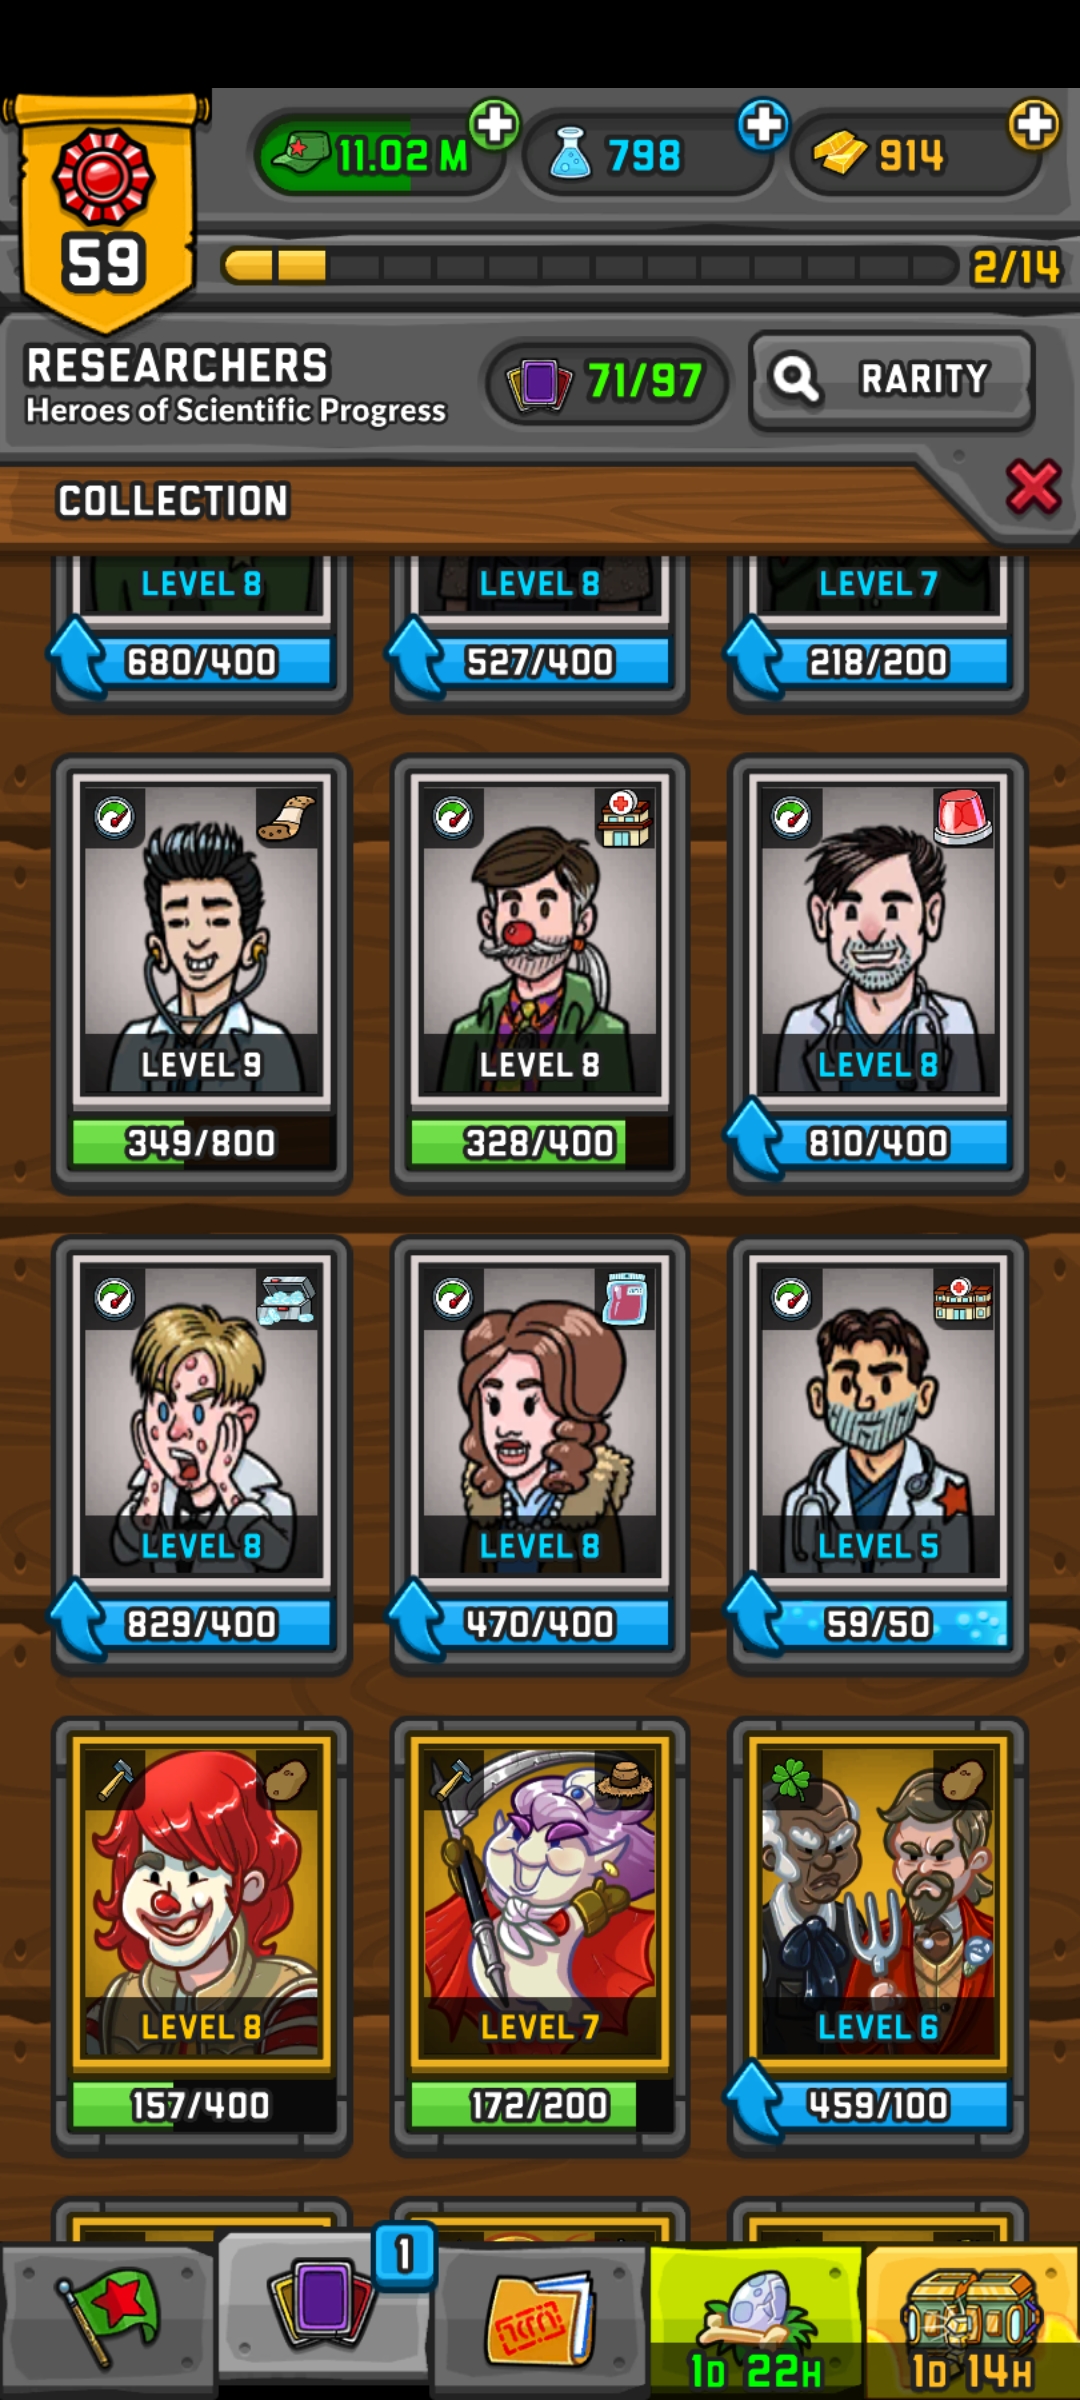 11.02 M
798
914
59
2/14
RESEARCHERS
Heroes of Scientific Progress
71/97
RARITY
COLLECTION
LEVEL 8
LEVEL 8
LEVEL 7
680/400
527/400
218/200
LEVEL 9
LEVEL 8
LEVEL 8
349/800
328/400
810/400
LEVEL 8
LEVEL 8
LEVEL 5
829/400
470/400
59/50
LEVEL 8
LEVEL 7
LEVEL 6
157/400
172/200
459/100
1
1D 22H
1D 14H